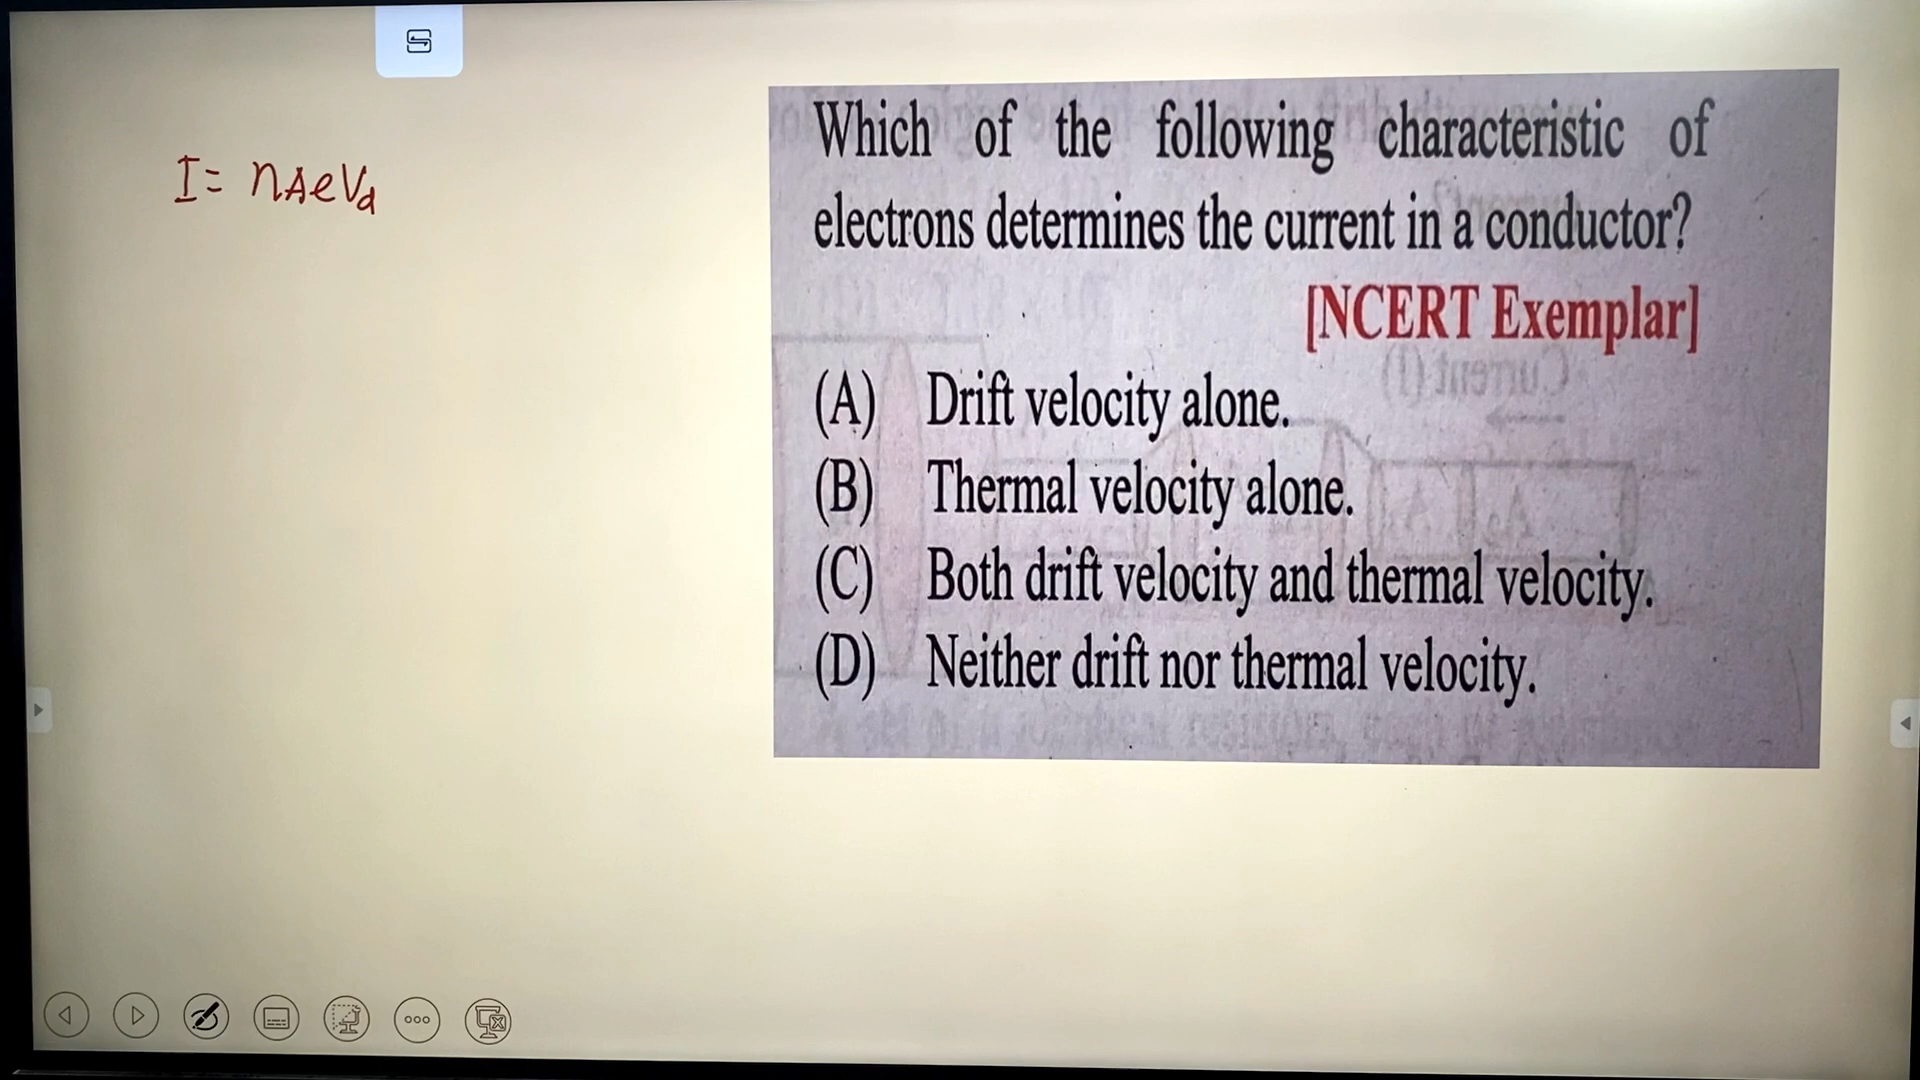 I= nAeVd
Which of the following characteristic of
electrons determines the current in a conductor?
[NCERT Exemplar]
(A) Drift velocity alone.
(B) Thermal velocity alone.
(C) Both drift velocity and thermal velocity.
(D) Neither drift nor thermal velocity.